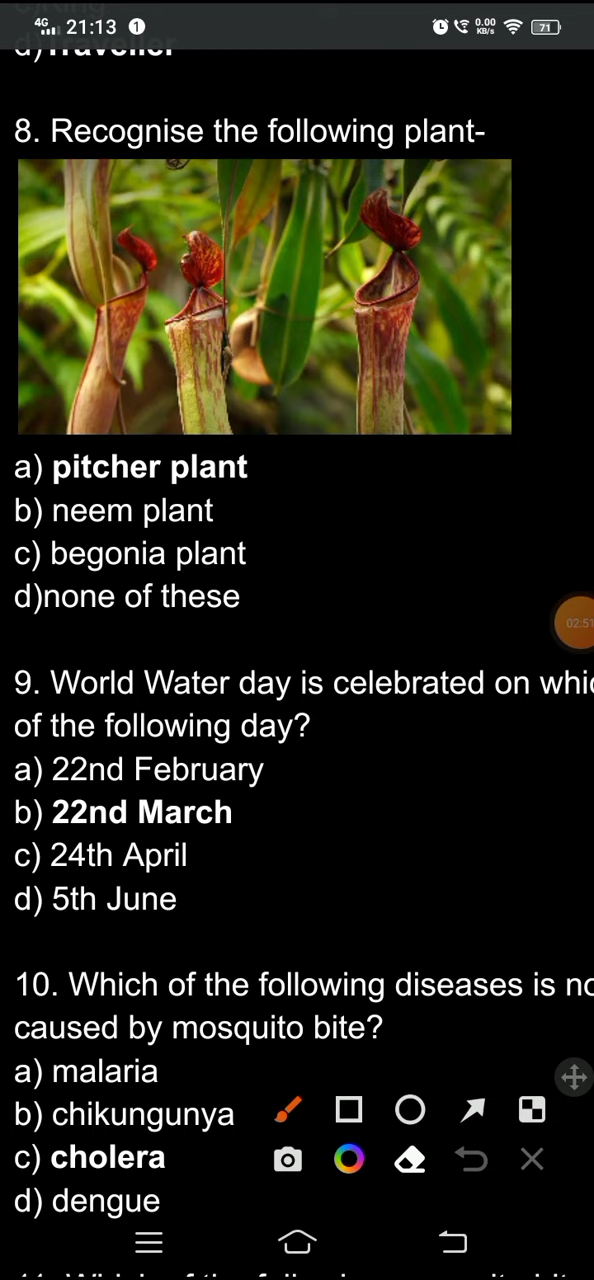 4G 21:13 1 0.00 KB/s 71
d)Traveller
8. Recognise the following plant-
a) pitcher plant
b) neem plant
c) begonia plant
d)none of these
02:51
9. World Water day is celebrated on whic
of the following day?
a) 22nd February
b) 22nd March
c) 24th April
d) 5th June
10. Which of the following diseases is no
caused by mosquito bite?
a) malaria
b) chikungunya
c) cholera
d) dengue